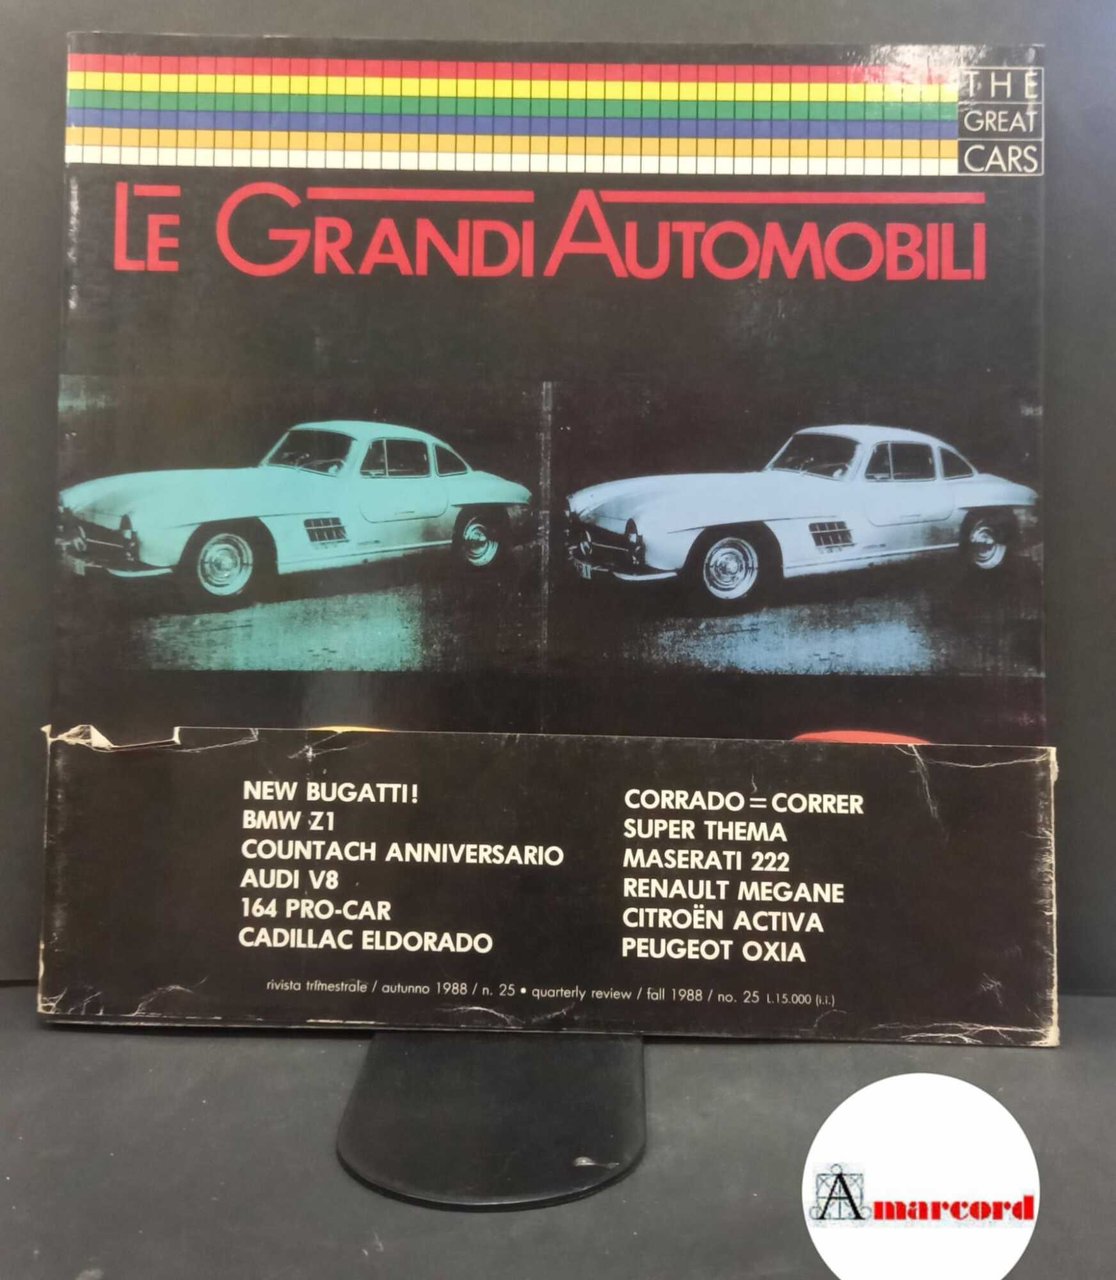 THE
GREAT
CARS
LE GRANDI AUTOMOBILI
NEW BUGATTI!
BMW Z1
COUNTACH ANNIVERSARIO
AUDI V8
164 PRO-CAR
CADILLAC ELDORADO
CORRADO = CORRER
SUPER THEMA
MASERATI 222
RENAULT MEGANE
CITROËN ACTIVA
PEUGEOT OXIA
rivista trimestrale / autunno 1988 / n. 25 • quarterly review / fall 1988 / no. 25 L.15.000 (i.i.)
Amarcord